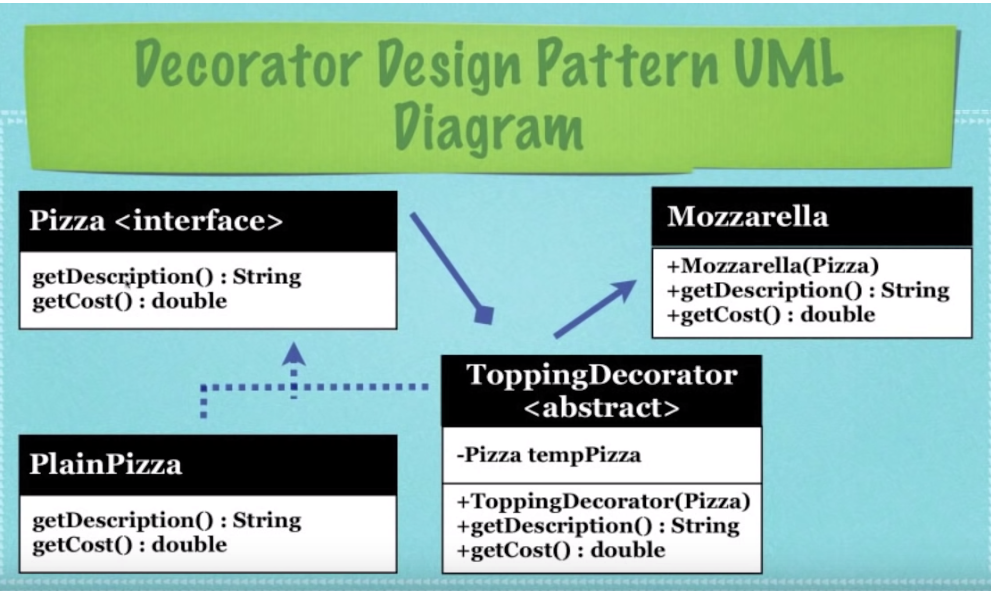 Decorator Design Pattern UML
Diagram
Pizza <interface>
getDescription() : String
getCost() : double
Mozzarella
+Mozzarella(Pizza)
+getDescription() : String
+getCost() : double
ToppingDecorator
<abstract>
-Pizza tempPizza
+ToppingDecorator(Pizza)
+getDescription() : String
+getCost() : double
PlainPizza
getDescription() : String
getCost() : double